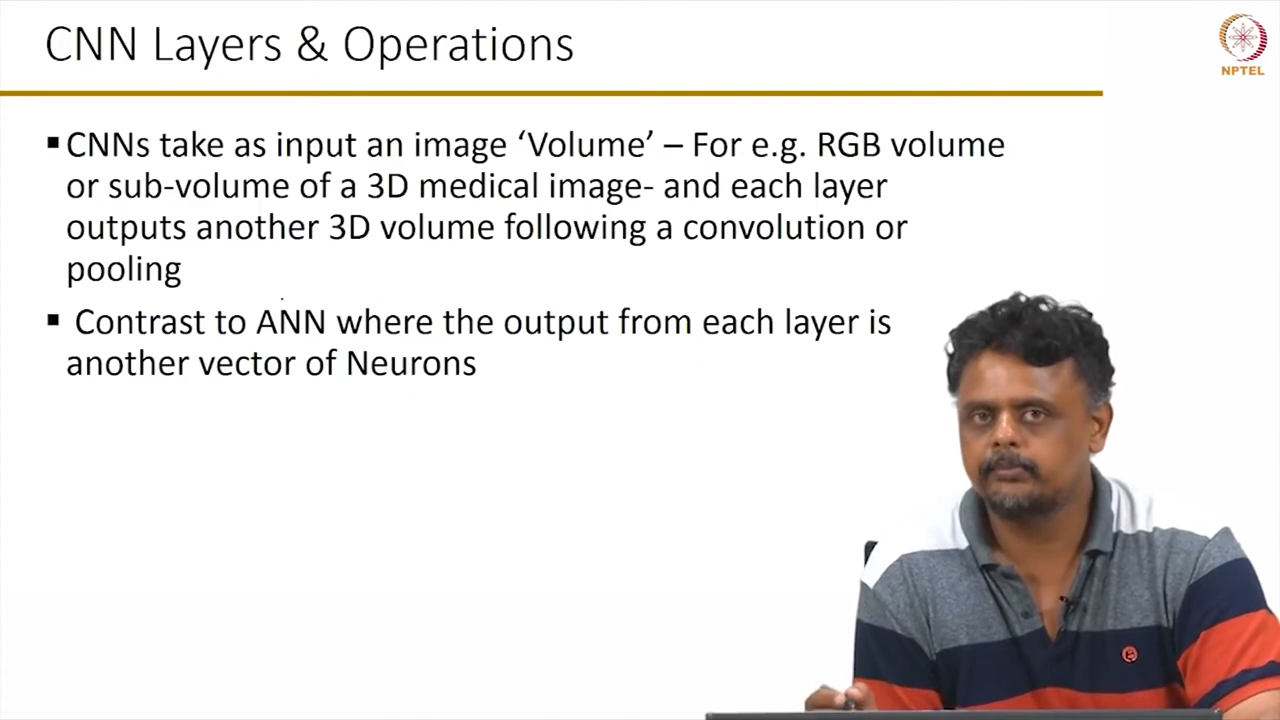 CNN Layers & Operations
NPTEL
▪CNNs take as input an image ‘Volume’ – For e.g. RGB volume
or sub-volume of a 3D medical image- and each layer
outputs another 3D volume following a convolution or
pooling
▪ Contrast to ANN where the output from each layer is
another vector of Neurons